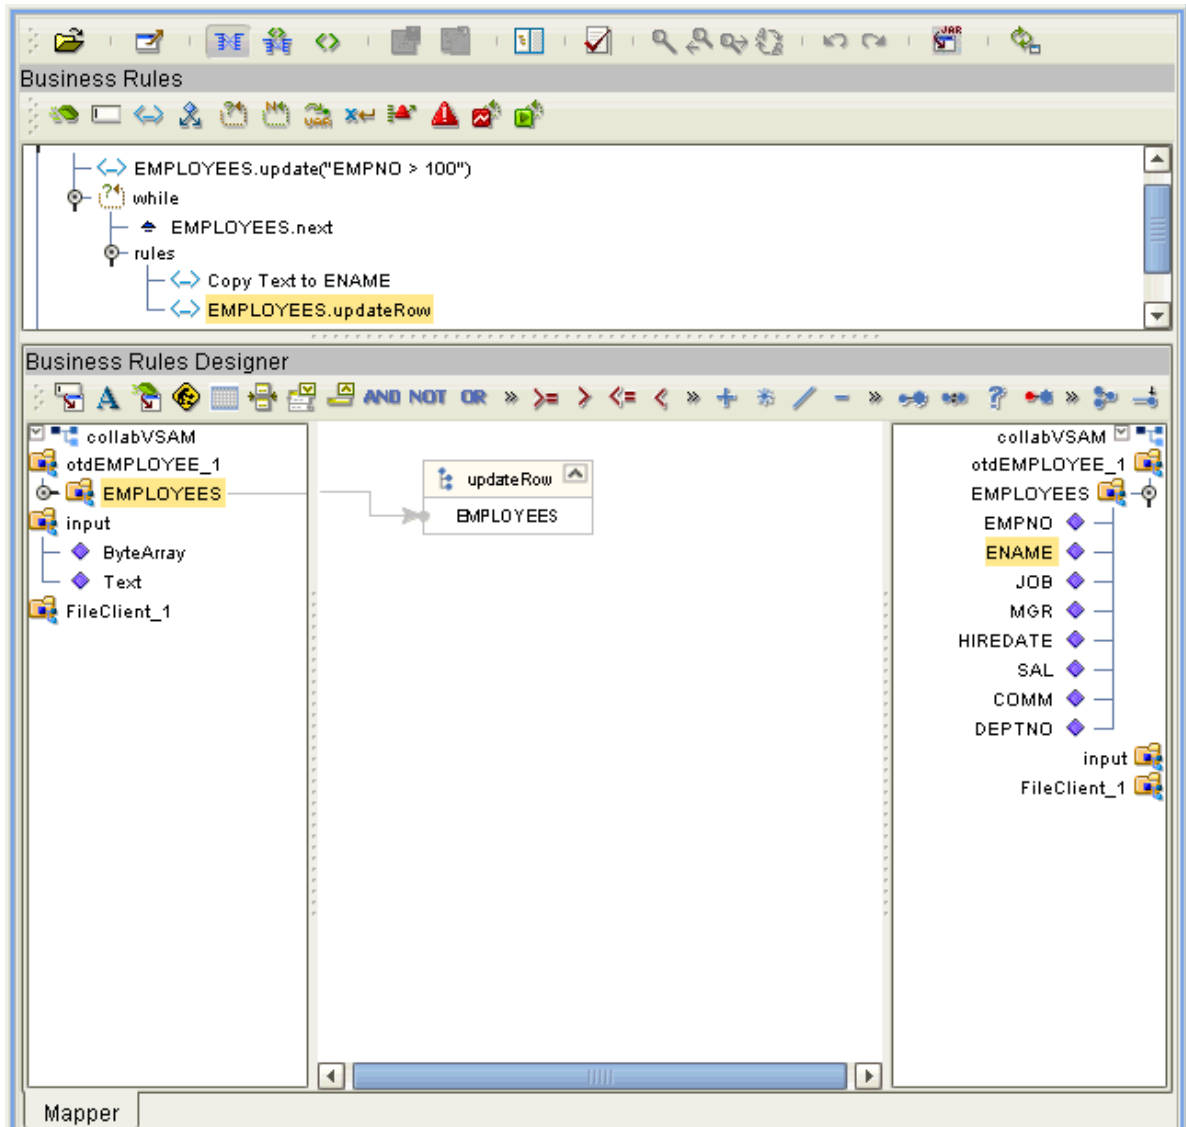 JAR
Business Rules
JAR
EMPLOYEES.update("EMPNO > 100")
while
EMPLOYEES.next
rules
Copy Text to ENAME
EMPLOYEES.updateRow
Business Rules Designer
A AND NOT OR » >= > <= < » + * / - » ? »
collabVSAM
otdEMPLOYEE_1
EMPLOYEES
input
ByteArray
Text
FileClient_1
updateRow
EMPLOYEES
collabVSAM
otdEMPLOYEE_1
EMPLOYEES
EMPNO
ENAME
JOB
MGR
HIREDATE
SAL
COMM
DEPTNO
input
FileClient_1
Mapper